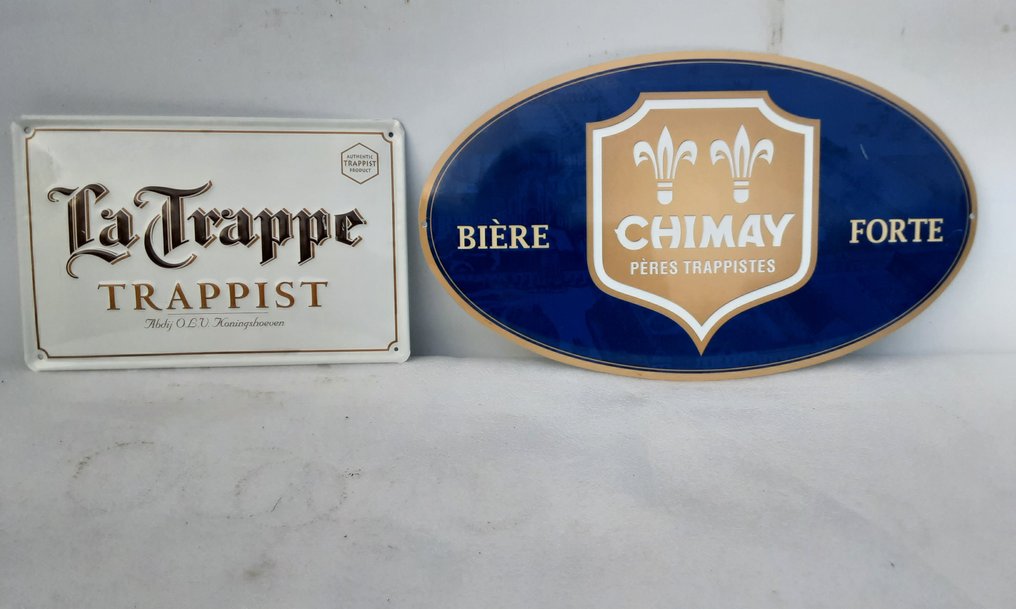 AUTHENTIC
TRAPPIST
PRODUCT
La Trappe
TRAPPIST
Abdij O.L.V. Koningshoeven
BIÈRE
CHIMAY
PÈRES TRAPPISTES
FORTE